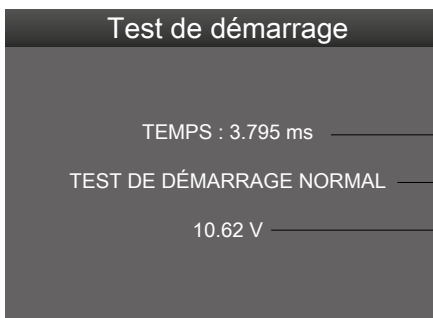 Test de démarrage
TEMPS : 3.795 ms
TEST DE DÉMARRAGE NORMAL
10.62 V